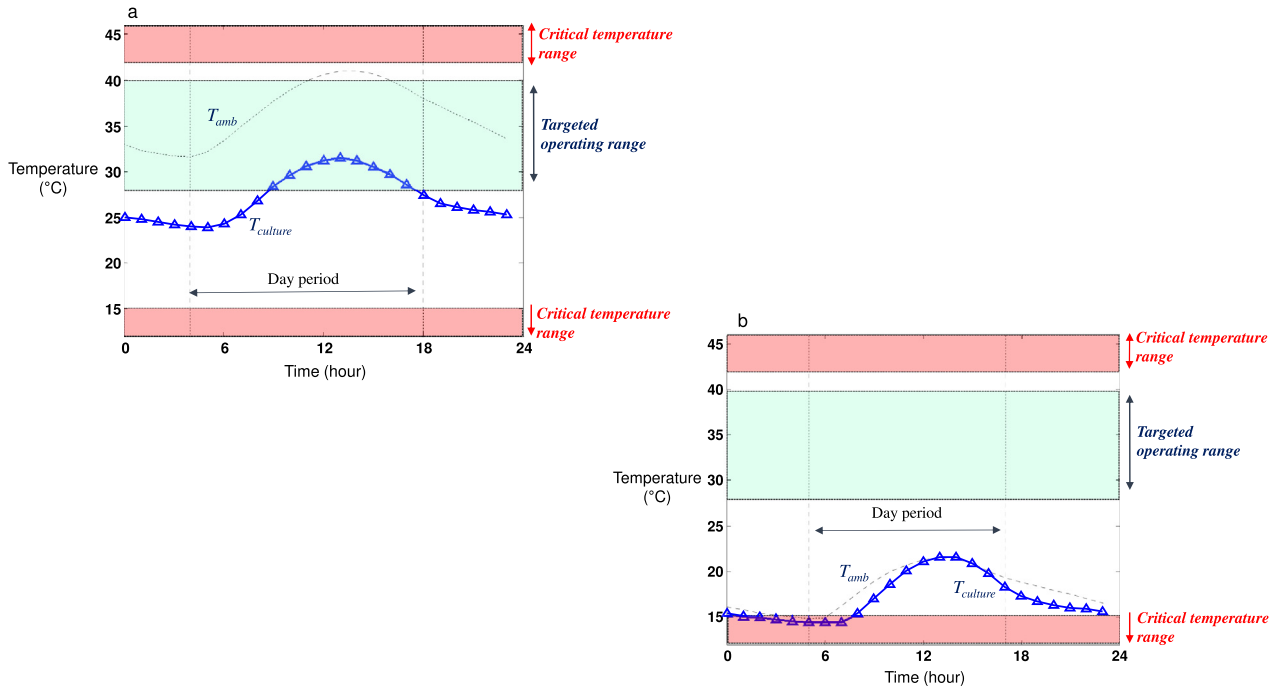 a
45
40
35
30
25
20
15
Temperature
(°C)
0 6 12 18 24
Time (hour)
T_amb
T_culture
Day period
Critical temperature
range
Targeted
operating range
Critical temperature
range
b
45
40
35
30
25
20
15
Temperature
(°C)
0 6 12 18 24
Time (hour)
Day period
T_amb
T_culture
Critical temperature
range
Targeted
operating range
Critical temperature
range